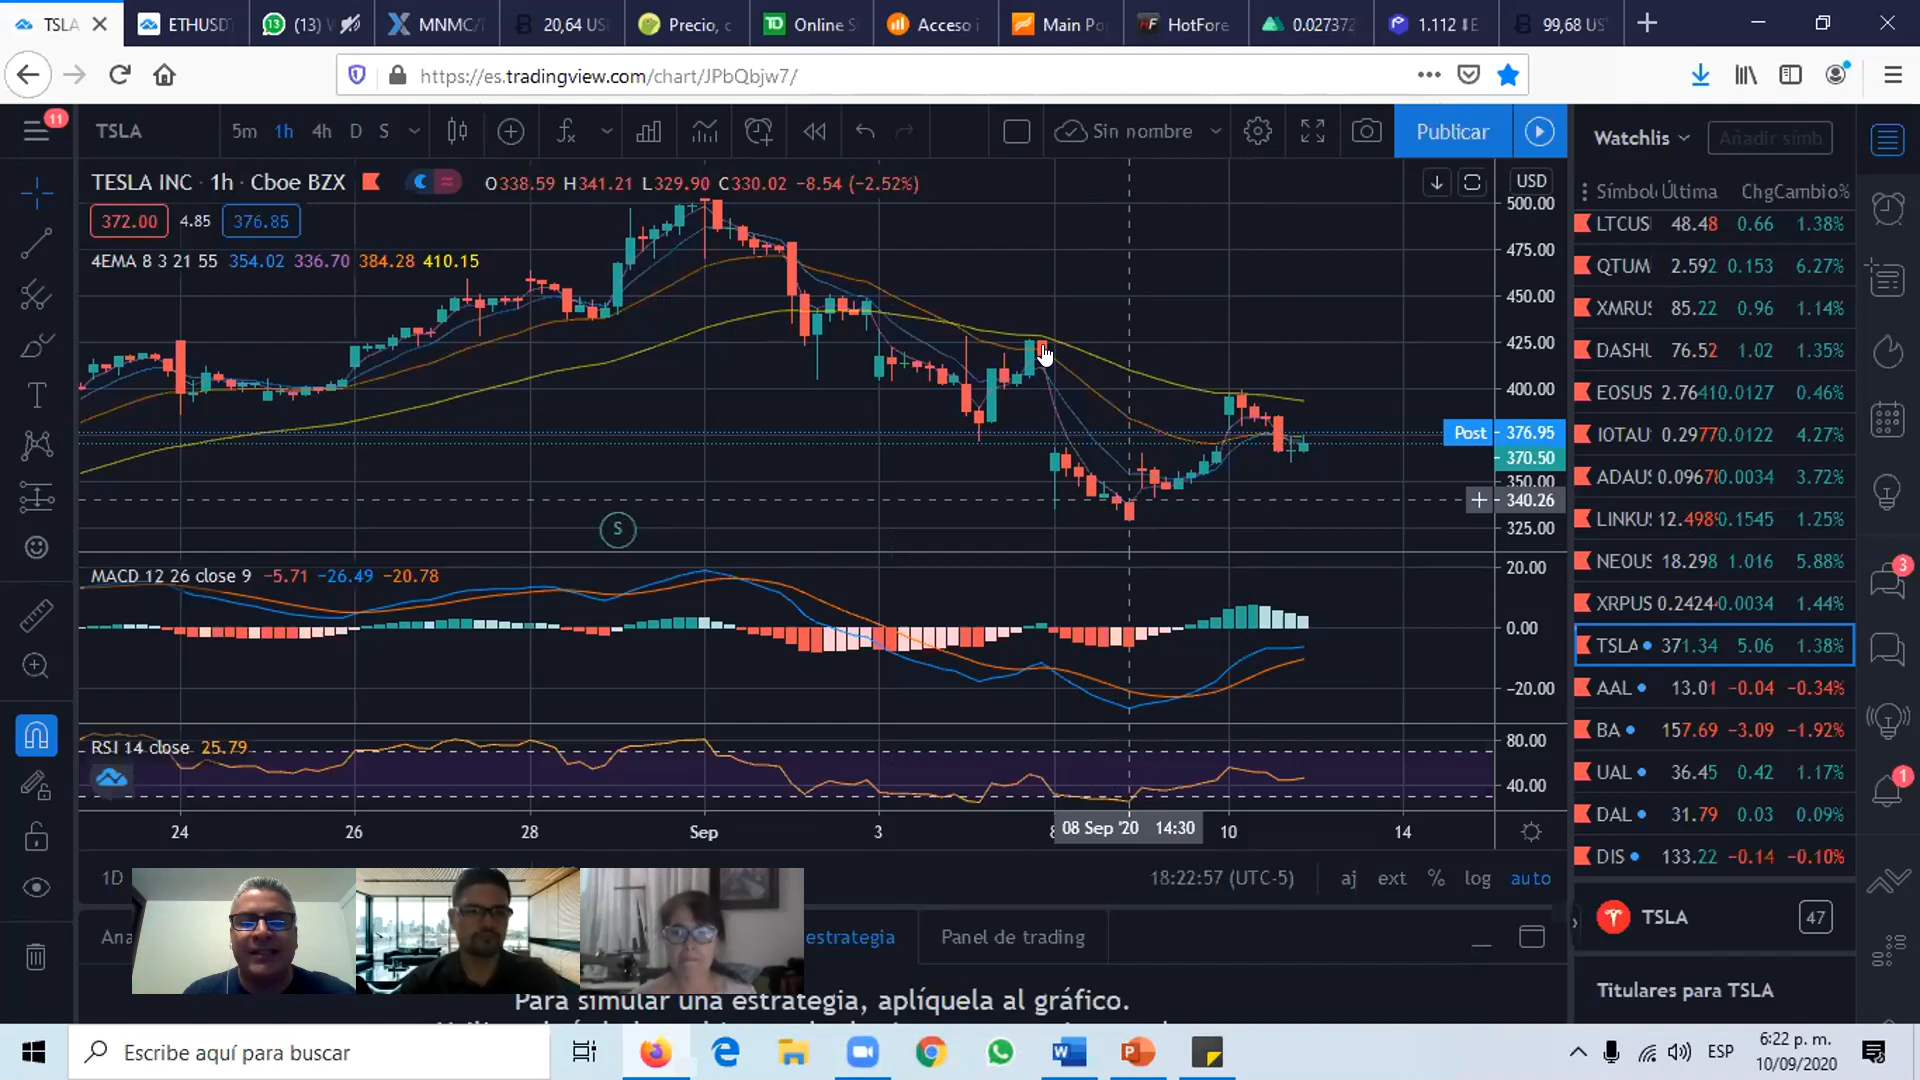 TSLA
ETHUSD
(13)
MNMC/
20,64 US
Precio, c
Online S
Acceso i
Main Po
HotFore
0.027372
1.112
99,68 US
https://es.tradingview.com/chart/JPbQbjw7/
11
TSLA 5m 1h 4h D S Sin nombre Publicar
Watchlis Añadir símb
TESLA INC · 1h · Cboe BZX O338.59 H341.21 L329.90 C330.02 −8.54 (−2.52%)
372.00 4.85 376.85
4EMA 8 3 21 55 354.02 336.70 384.28 410.15
USD
500.00
475.00
450.00
425.00
400.00
Post 376.95
370.50
350.00
340.26
325.00
S
MACD 12 26 close 9 −5.71 −26.49 −20.78
20.00
0.00
−20.00
RSI 14 close 25.79
80.00
40.00
24 26 28 Sep 3 8 08 Sep '20 14:30 10 14
1D 18:22:57 (UTC-5) aj ext % log auto
Ana estrategia Panel de trading
Para simular una estrategia, aplíquela al gráfico.
Símbol Última Chg Cambio%
LTCUS 48.48 0.66 1.38%
QTUM 2.592 0.153 6.27%
XMRUS 85.22 0.96 1.14%
DASHU 76.52 1.02 1.35%
EOSUS 2.7641 0.0127 0.46%
IOTAU 0.2977 0.0122 4.27%
ADAUS 0.0967 0.0034 3.72%
LINKUS 12.498 0.1545 1.25%
NEOUS 18.298 1.016 5.88%
XRPUS 0.2424 0.0034 1.44%
TSLA 371.34 5.06 1.38%
AAL 13.01 −0.04 −0.34%
BA 157.69 −3.09 −1.92%
UAL 36.45 0.42 1.17%
DAL 31.79 0.03 0.09%
DIS 133.22 −0.14 −0.10%
TSLA 47
Titulares para TSLA
3
1
Escribe aquí para buscar
ESP
6:22 p. m.
10/09/2020